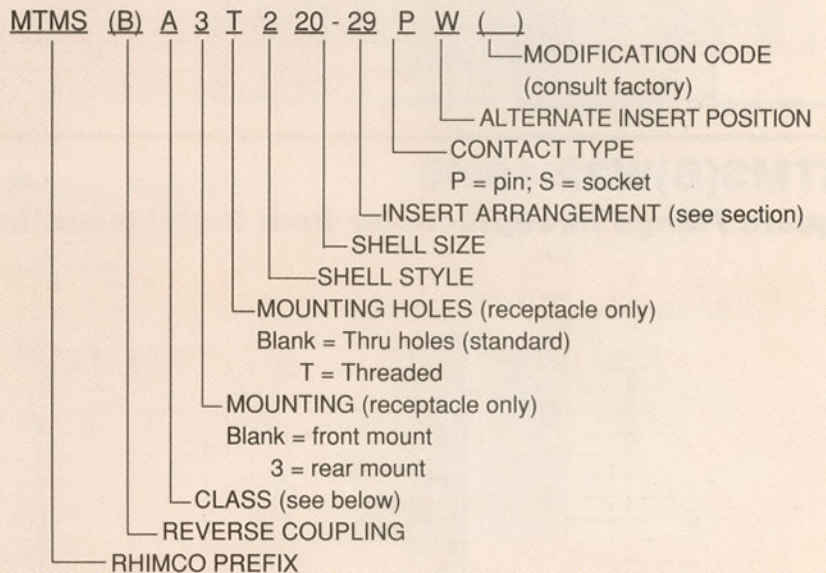 MTMS (B) A 3 T 2 20 - 29 P W ( )
MODIFICATION CODE
(consult factory)
ALTERNATE INSERT POSITION
CONTACT TYPE
P = pin; S = socket
INSERT ARRANGEMENT (see section)
SHELL SIZE
SHELL STYLE
MOUNTING HOLES (receptacle only)
Blank = Thru holes (standard)
T = Threaded
MOUNTING (receptacle only)
Blank = front mount
3 = rear mount
CLASS (see below)
REVERSE COUPLING
RHIMCO PREFIX